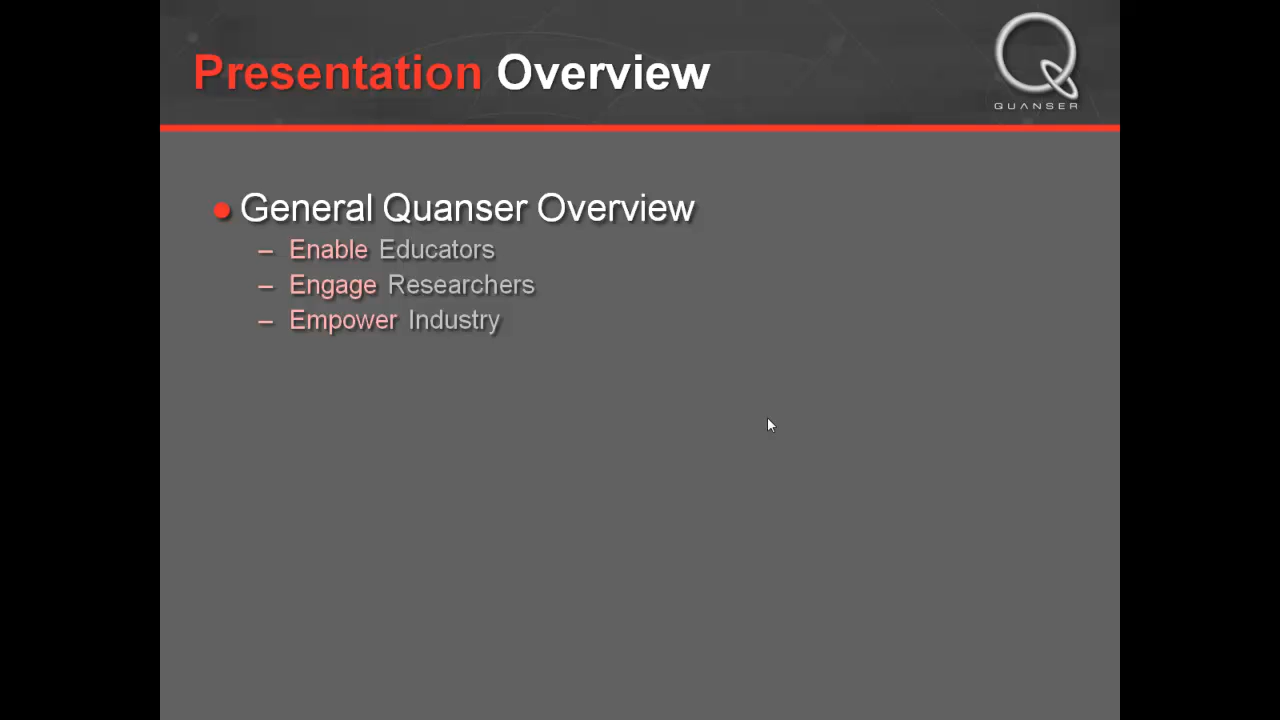 Presentation Overview
QUANSER
● General Quanser Overview
– Enable Educators
– Engage Researchers
– Empower Industry